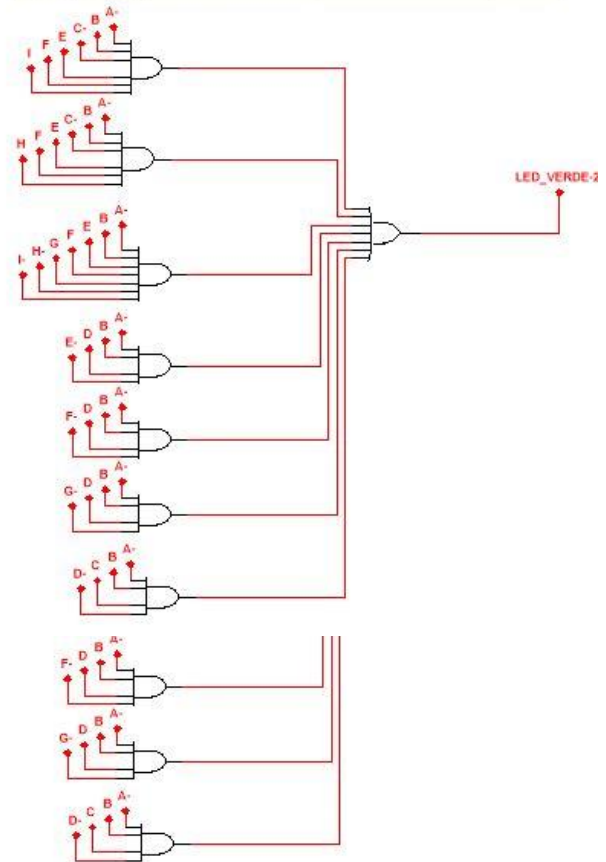 A-
B
C-
E
F
I
A-
B
C-
E
F
H
LED_VERDE-2
A-
B
E
F
G
H-
I-
A-
B
D
E-
A-
B
D
F-
A-
B
D
G-
A-
B
C
D-
A-
B
D
F-
A-
B
D
G-
A-
B
C
D-